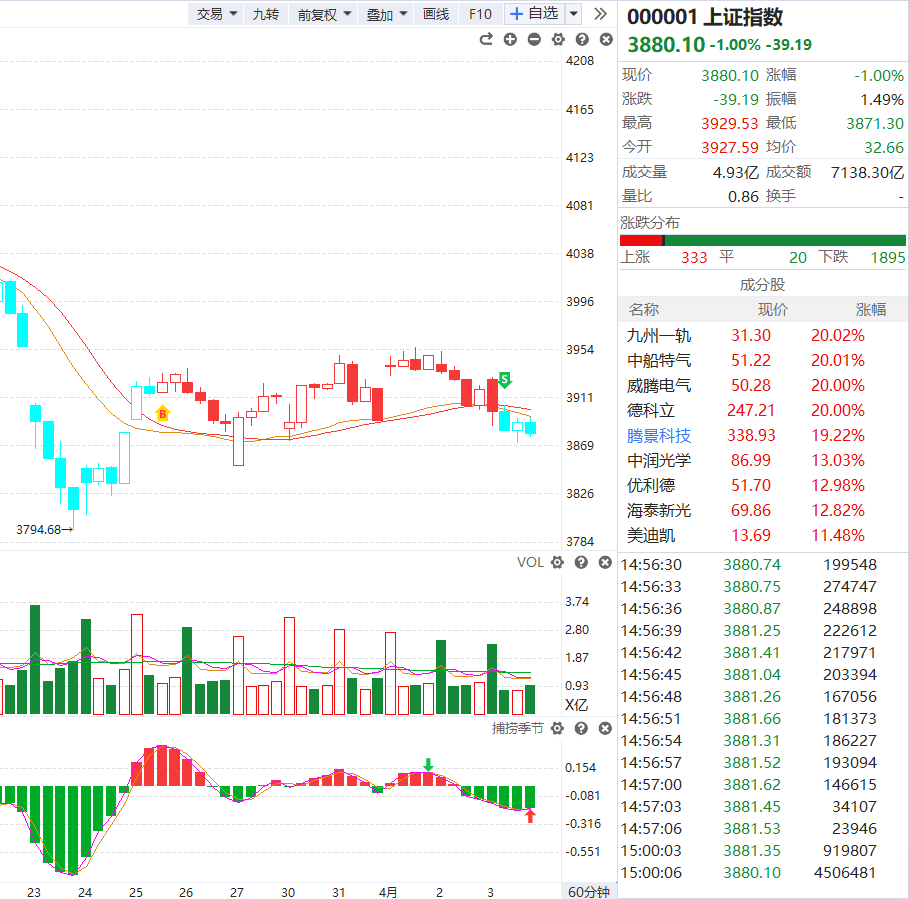 交易 九转 前复权 叠加 画线 F10 自选
000001 上证指数
3880.10 -1.00% -39.19
现价 3880.10 涨幅 -1.00%
涨跌 -39.19 振幅 1.49%
最高 3929.53 最低 3871.30
今开 3927.59 均价 32.66
成交量 4.93亿 成交额 7138.30亿
量比 0.86 换手 -
涨跌分布
上涨 333 平 20 下跌 1895
成分股
名称 现价 涨幅
九州一轨 31.30 20.02%
中船特气 51.22 20.01%
威腾电气 50.28 20.00%
德科立 247.21 20.00%
腾景科技 338.93 19.22%
中润光学 86.99 13.03%
优利德 51.70 12.98%
海泰新光 69.86 12.82%
美迪凯 13.69 11.48%
14:56:30 3880.74 199548
14:56:33 3880.75 274747
14:56:36 3880.87 248898
14:56:39 3881.25 222612
14:56:42 3881.41 217971
14:56:45 3881.04 203394
14:56:48 3881.26 167056
14:56:51 3881.66 181373
14:56:54 3881.31 186227
14:56:57 3881.52 193094
14:57:00 3881.62 146615
14:57:03 3881.45 34107
14:57:06 3881.53 23946
15:00:03 3881.35 919807
15:00:06 3880.10 4506481
4208
4165
4123
4081
4038
3996
3954
3911
3869
3826
3784
S
B
3794.68→
VOL
3.74
2.80
1.87
0.93
X亿
捕捞季节
0.154
-0.081
-0.316
-0.551
23 24 25 26 27 30 31 4月 2 3 60分钟